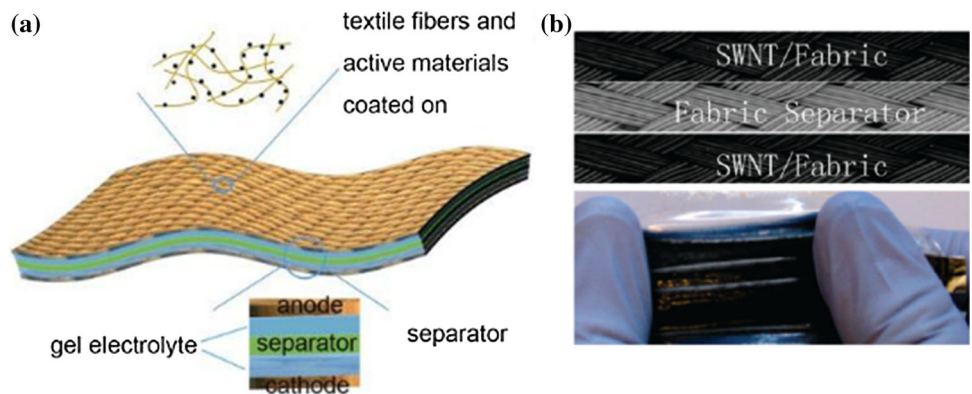 (a)
textile fibers and
active materials
coated on
anode
gel electrolyte
separator
separator
cathode
(b)
SWNT/Fabric
Fabric Separator
SWNT/Fabric